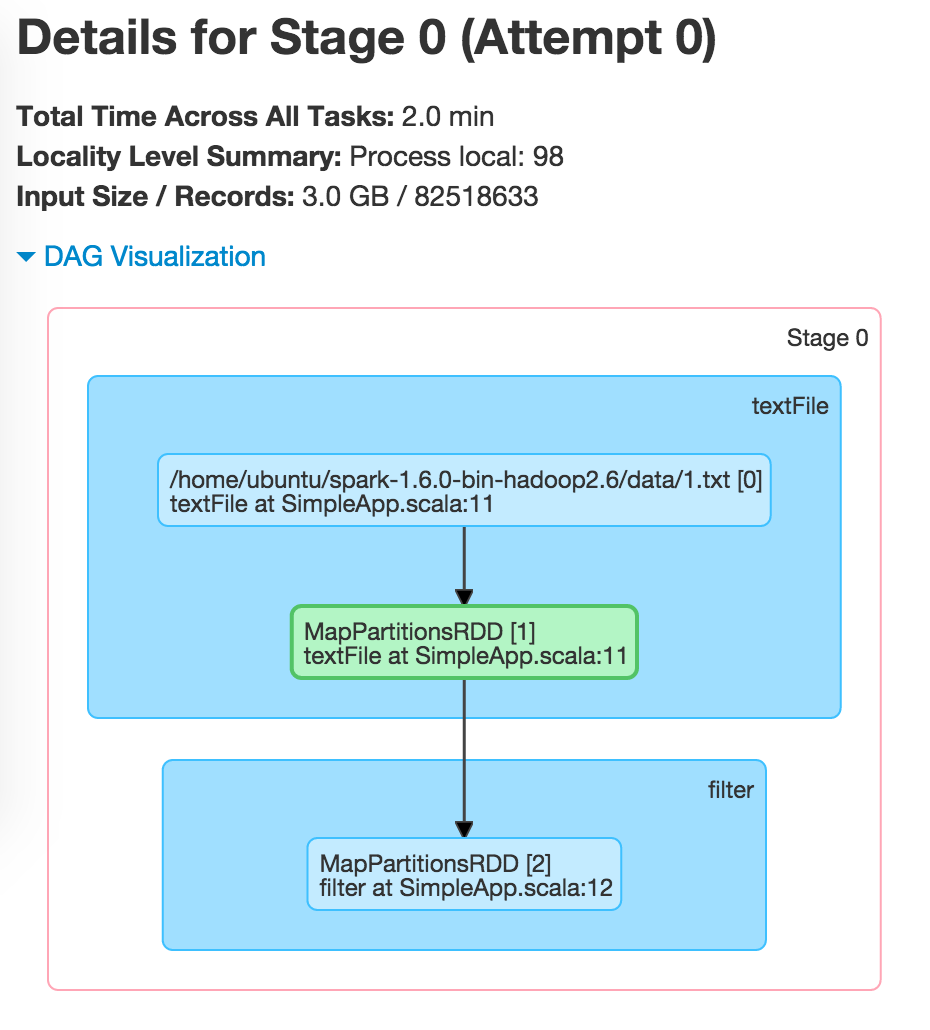 Details for Stage 0 (Attempt 0)
Total Time Across All Tasks: 2.0 min
Locality Level Summary: Process local: 98
Input Size / Records: 3.0 GB / 82518633
DAG Visualization
Stage 0
textFile
/home/ubuntu/spark-1.6.0-bin-hadoop2.6/data/1.txt [0]
textFile at SimpleApp.scala:11
MapPartitionsRDD [1]
textFile at SimpleApp.scala:11
filter
MapPartitionsRDD [2]
filter at SimpleApp.scala:12